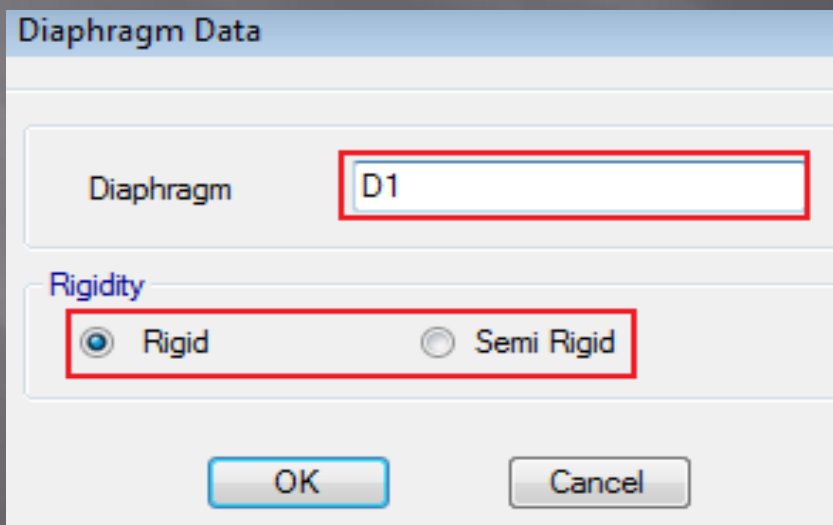 Diaphragm Data
Diaphragm D1
Rigidity
Rigid Semi Rigid
OK Cancel